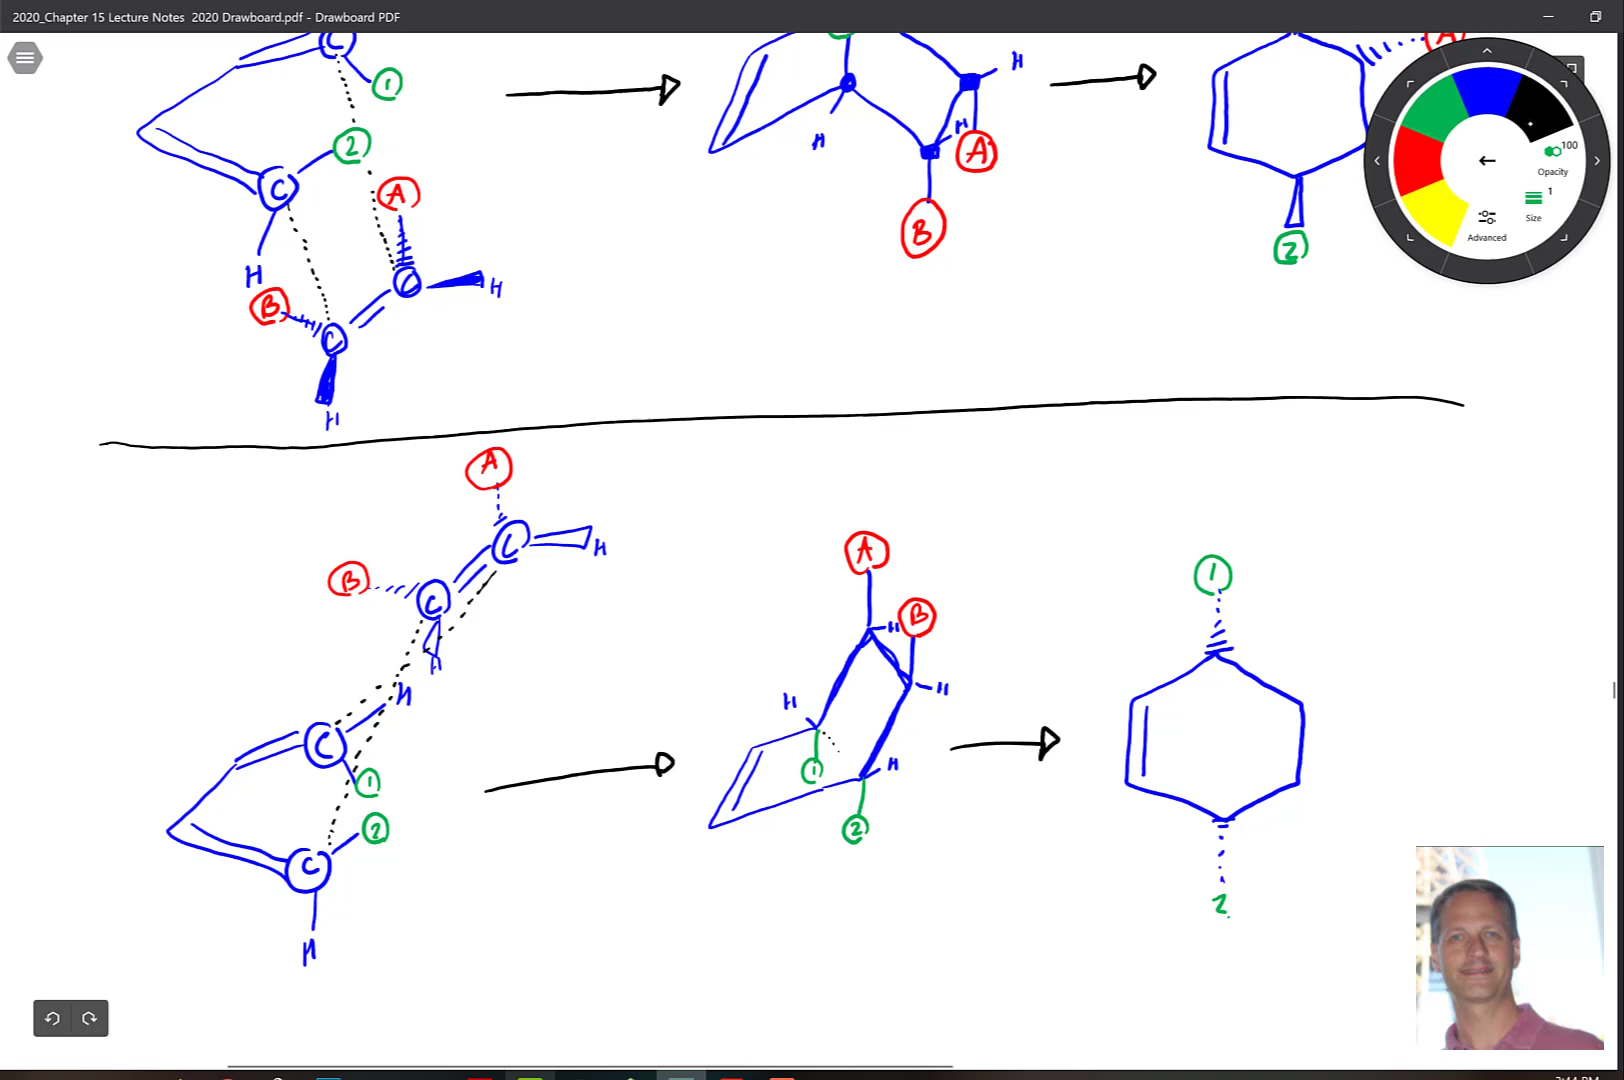 2020_Chapter 15 Lecture Notes 2020 Drawboard.pdf - Drawboard PDF
C
1
2
C
H
A
C
H
B
C
H
H
H
H
A
B
A
2
100
Opacity
1
Size
Advanced
A
C
H
B
C
H
H
C
1
2
C
H
A
H
B
H
H
1
H
2
1
2